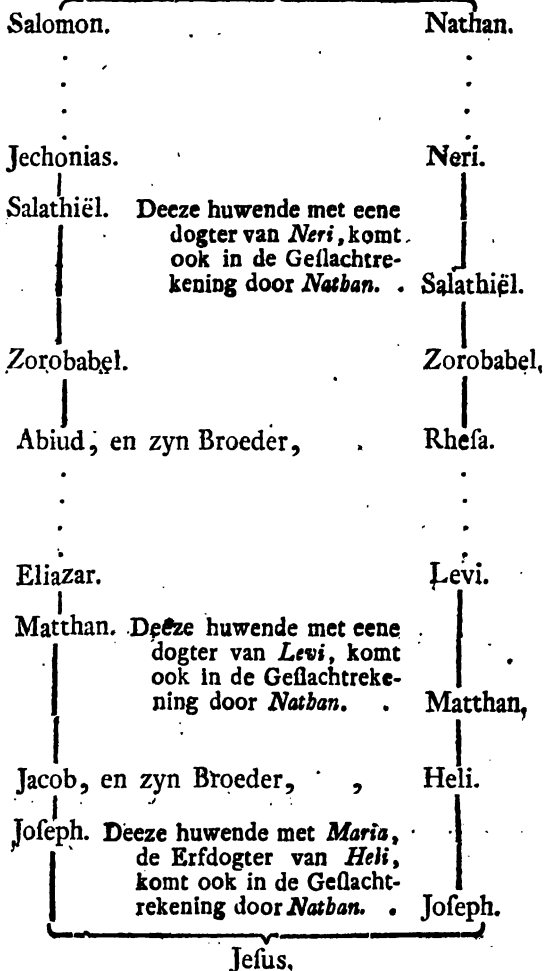 Salomon. Nathan.
Jechonias. Neri.
Salathiël. Deeze huwende met eene
dogter van Neri, komt
ook in de Geſlachtre-
kening door Nathan. . Salathiël.
Zorobabel. Zorobabel,
Abiud, en zyn Broeder, . Rheſa.
Eliazar. Levi.
Matthan. Deeze huwende met eene
dogter van Levi, komt
ook in de Geſlachtreke-
ning door Nathan. . Matthan,
Jacob, en zyn Broeder, , Heli.
Joſeph. Deeze huwende met Maria,
de Erfdogter van Heli,
komt ook in de Geſlacht-
rekening door Nathan. . Joſeph.
Jeſus,